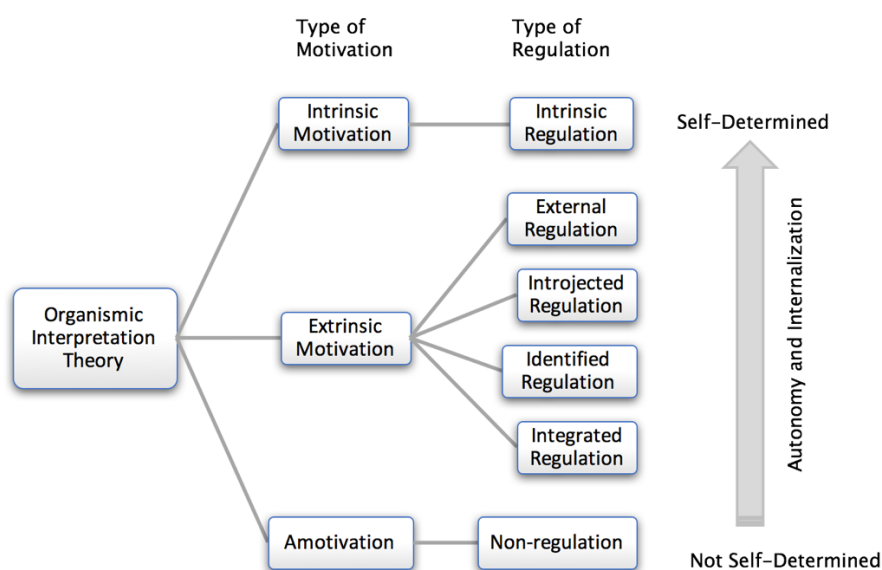 Type of
Motivation
Type of
Regulation
Intrinsic
Motivation
Intrinsic
Regulation
Self-Determined
External
Regulation
Introjected
Regulation
Organismic
Interpretation
Theory
Extrinsic
Motivation
Identified
Regulation
Integrated
Regulation
Autonomy and Internalization
Amotivation
Non-regulation
Not Self-Determined